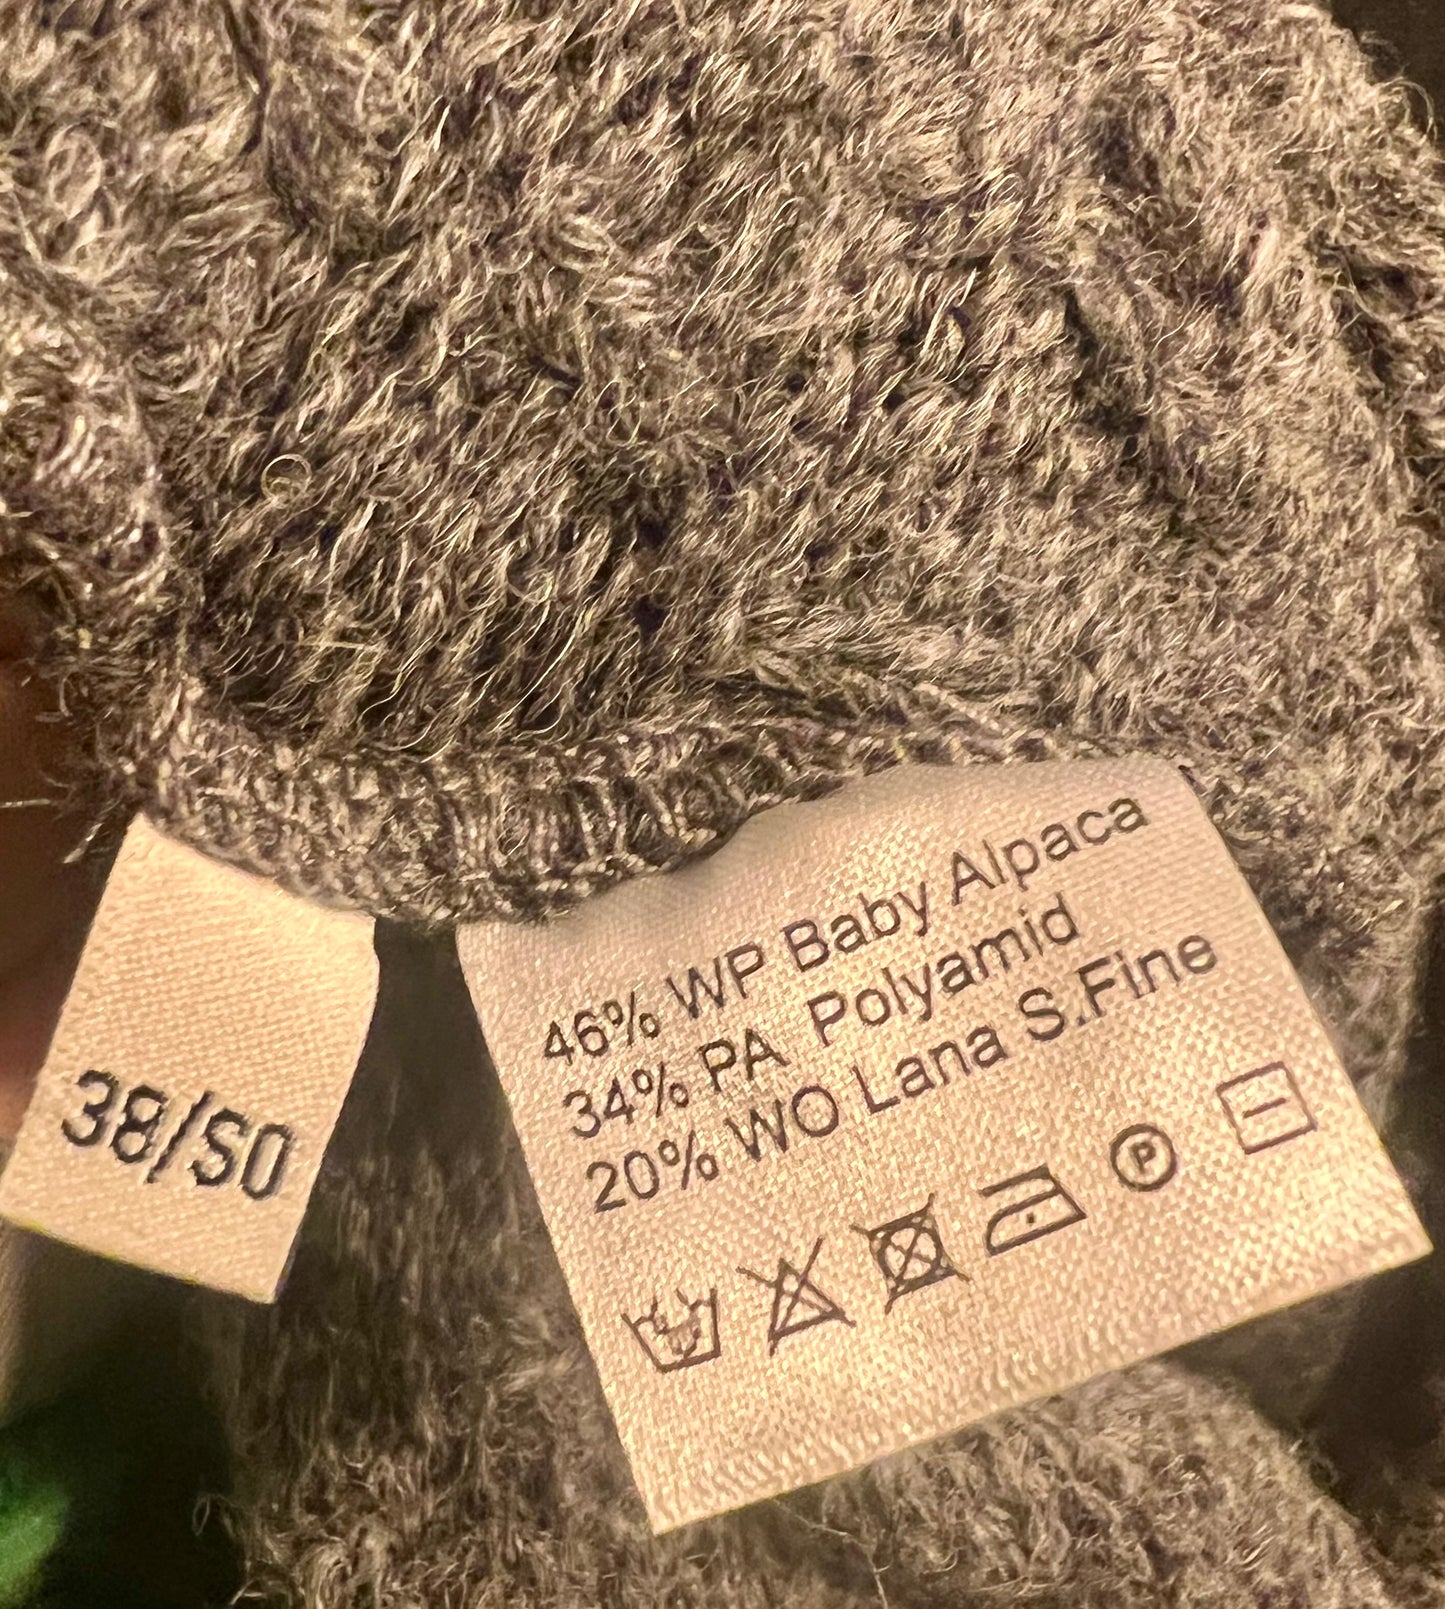 38/50
46% WP Baby Alpaca
34% PA Polyamid
20% WO Lana S.Fine
P